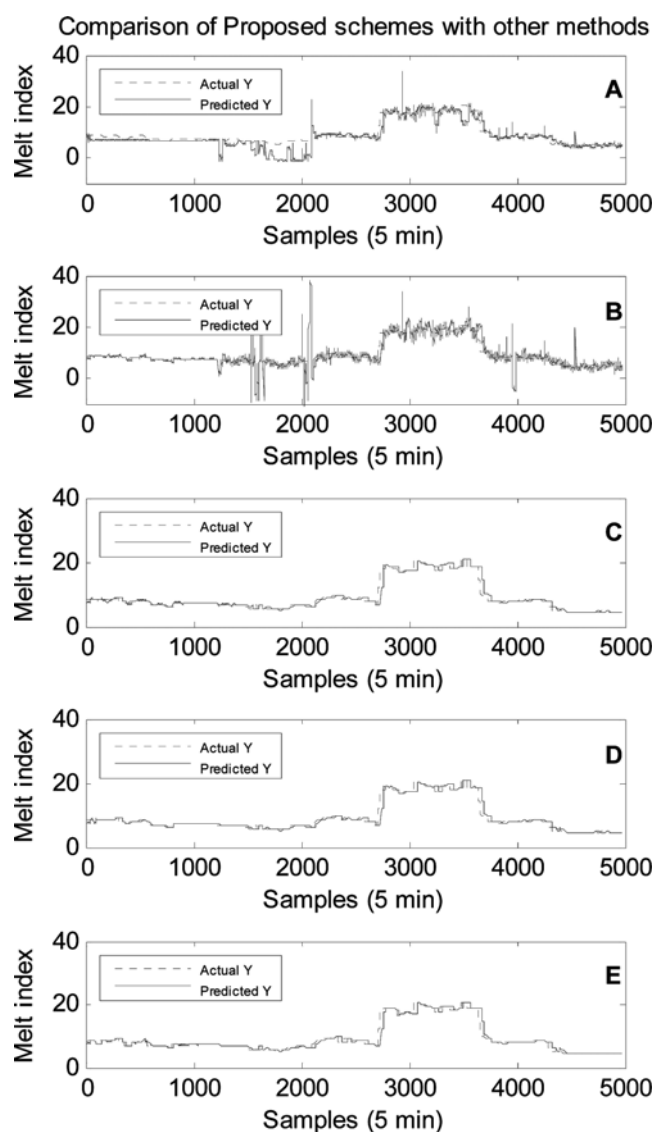 Comparison of Proposed schemes with other methods
40
20
0
Melt index
Actual Y
Predicted Y
A
0 1000 2000 3000 4000 5000
Samples (5 min)
40
20
0
Melt index
Actual Y
Predicted Y
B
0 1000 2000 3000 4000 5000
Samples (5 min)
40
20
0
Melt index
Actual Y
Predicted Y
C
0 1000 2000 3000 4000 5000
Samples (5 min)
40
20
0
Melt index
Actual Y
Predicted Y
D
0 1000 2000 3000 4000 5000
Samples (5 min)
40
20
0
Melt index
Actual Y
Predicted Y
E
0 1000 2000 3000 4000 5000
Samples (5 min)